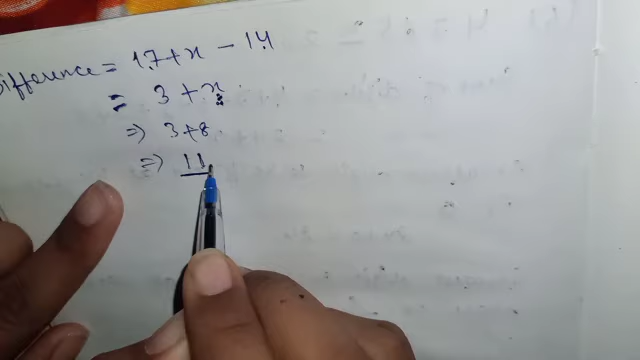 Difference = 17 + x - 14
= 3 + x
⇒ 3 + 8
⇒ 11